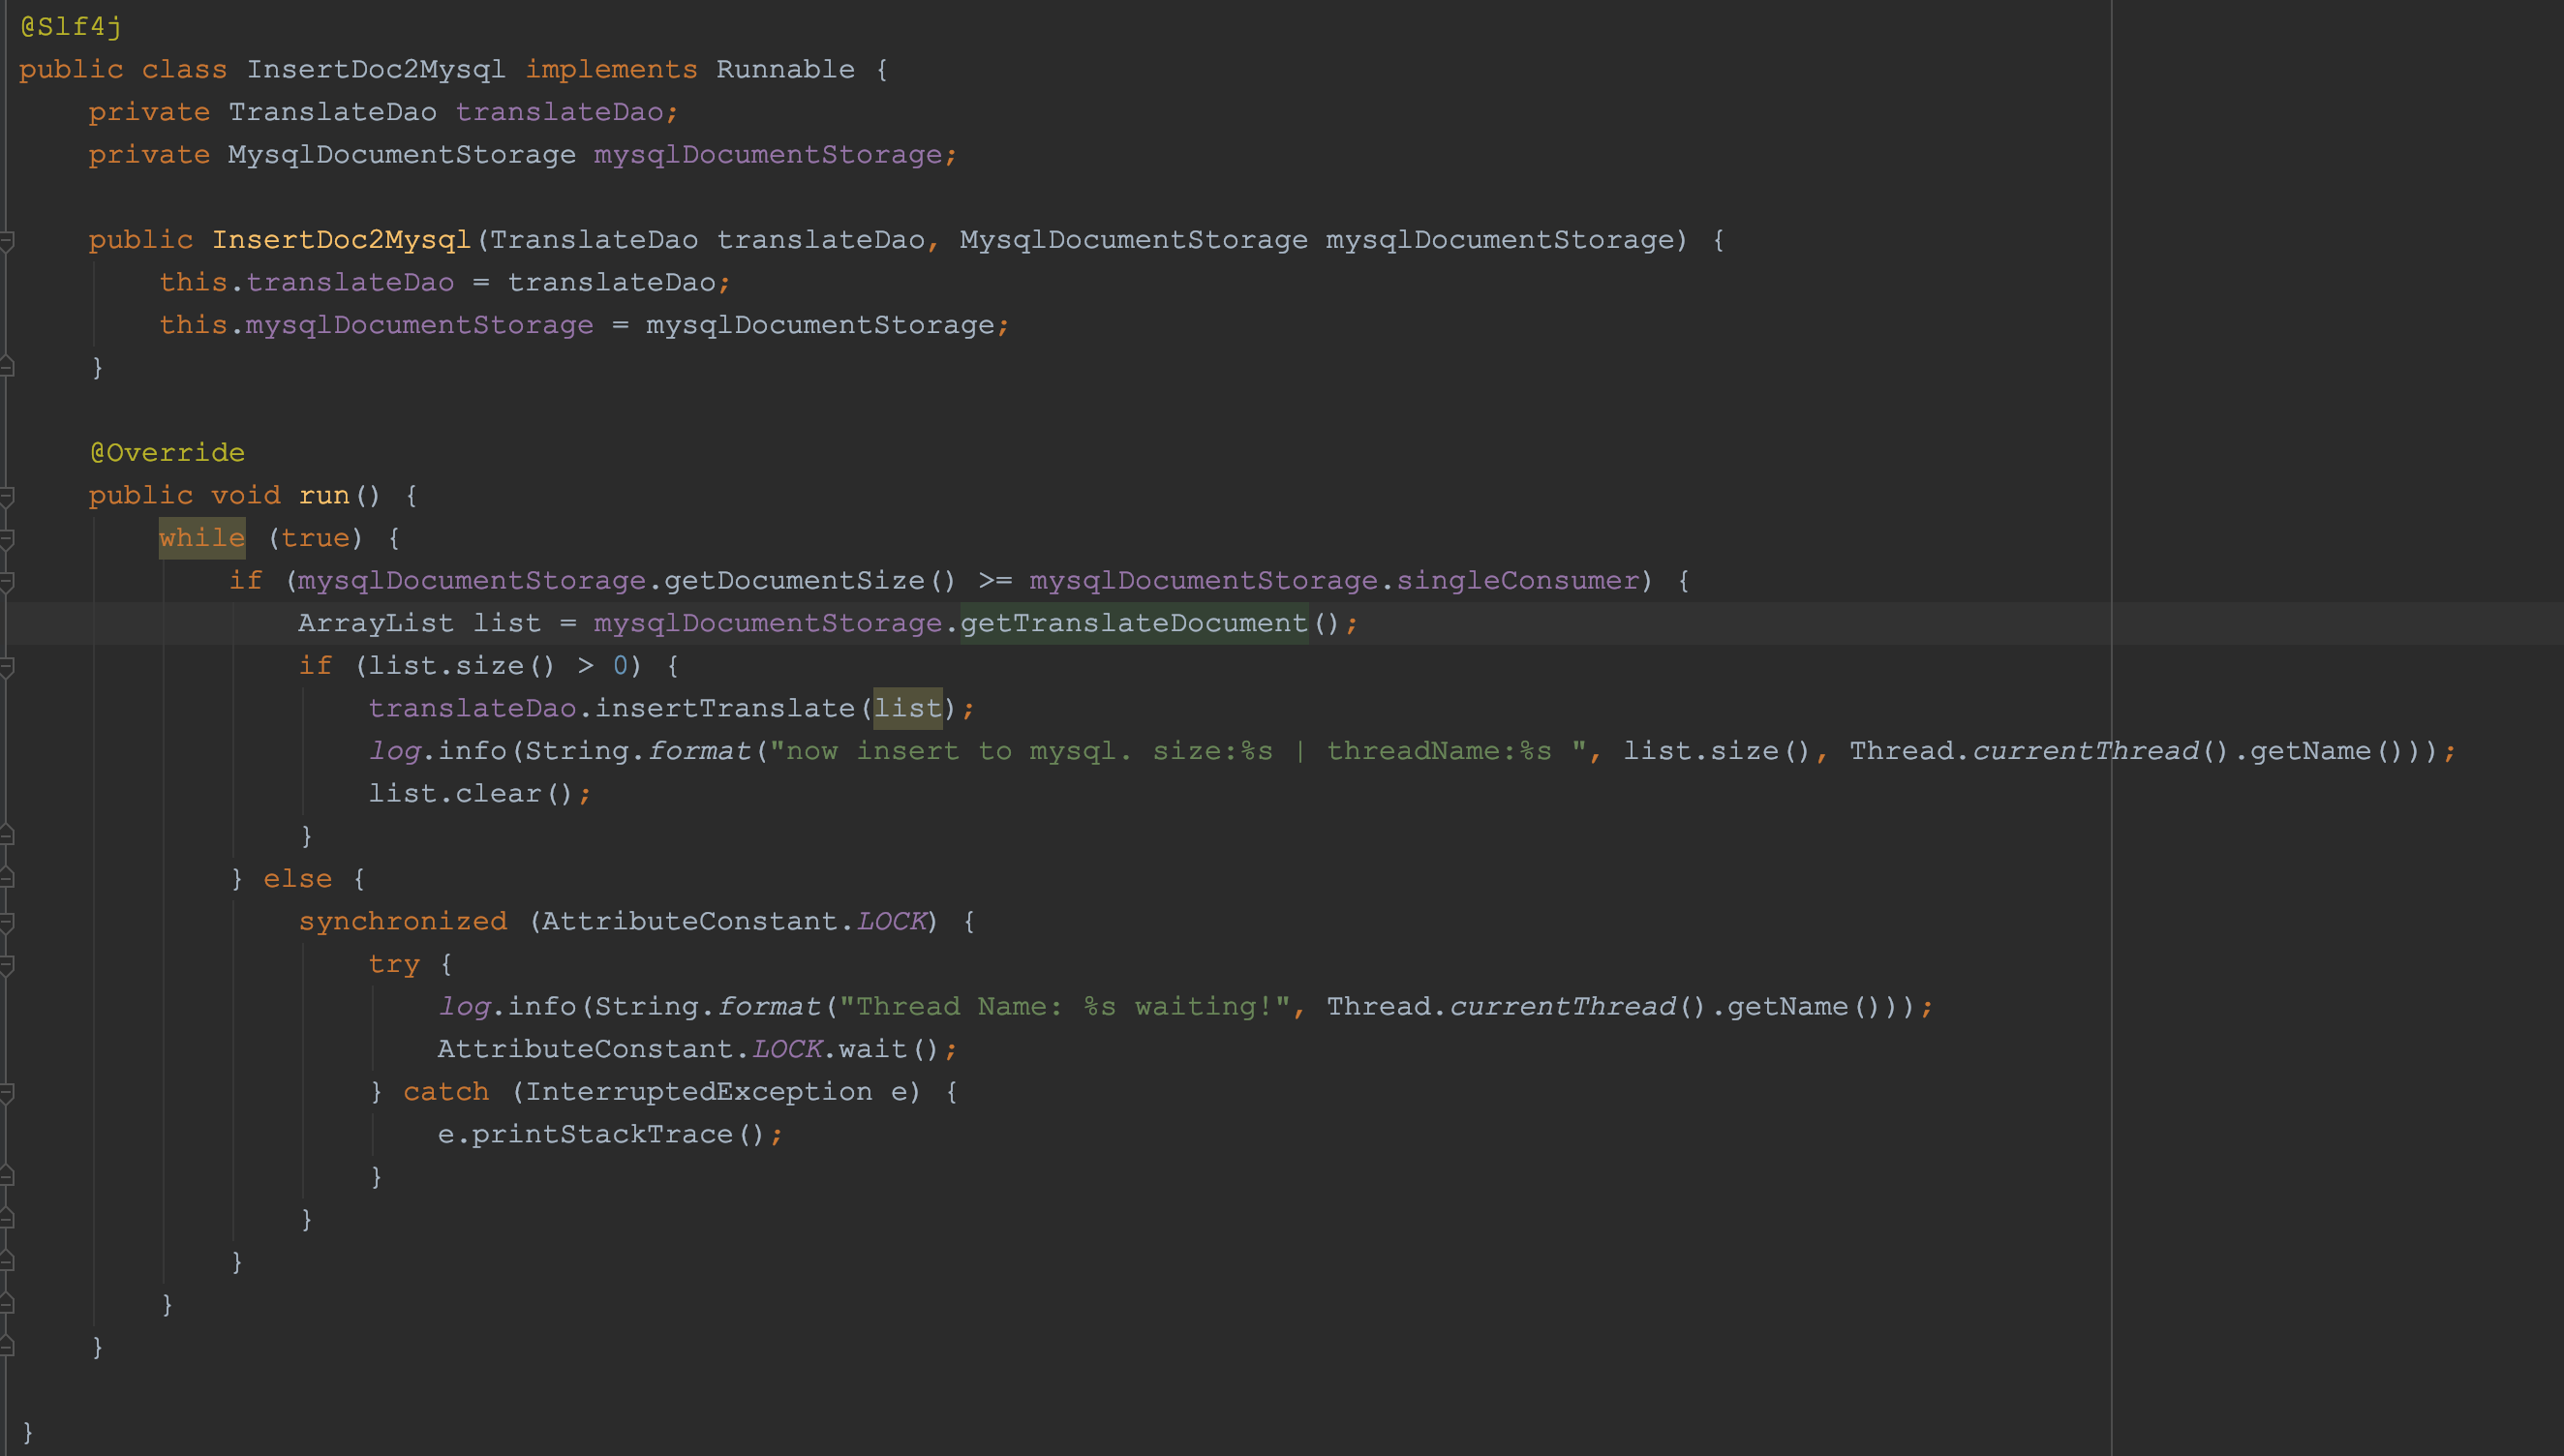 @Slf4j
public class InsertDoc2Mysql implements Runnable {
    private TranslateDao translateDao;
    private MysqlDocumentStorage mysqlDocumentStorage;
    public InsertDoc2Mysql(TranslateDao translateDao, MysqlDocumentStorage mysqlDocumentStorage) {
        this.translateDao = translateDao;
        this.mysqlDocumentStorage = mysqlDocumentStorage;
    }
    @Override
    public void run() {
        while (true) {
            if (mysqlDocumentStorage.getDocumentSize() >= mysqlDocumentStorage.singleConsumer) {
                ArrayList list = mysqlDocumentStorage.getTranslateDocument();
                if (list.size() > 0) {
                    translateDao.insertTranslate(list);
                    log.info(String.format("now insert to mysql. size:%s | threadName:%s ", list.size(), Thread.currentThread().getName()));
                    list.clear();
                }
            } else {
                synchronized (AttributeConstant.LOCK) {
                    try {
                        log.info(String.format("Thread Name: %s waiting!", Thread.currentThread().getName()));
                        AttributeConstant.LOCK.wait();
                    } catch (InterruptedException e) {
                        e.printStackTrace();
                    }
                }
            }
        }
    }
}